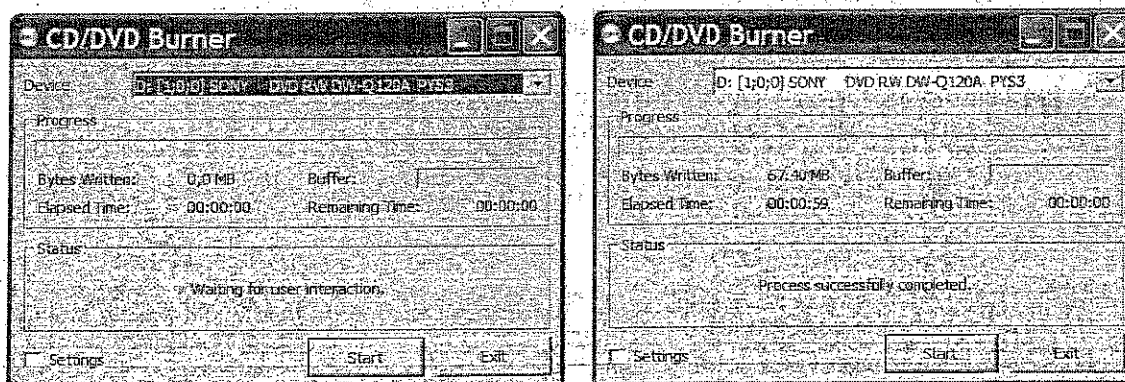 CD/DVD Burner
Device D: [1;0;0] SONY DVD RW DW-Q120A PYS3
Progress
Bytes Written: 0,0 MB Buffer:
Elapsed Time: 00:00:00 Remaining Time: 00:00:00
Status
Waiting for user interaction.
Settings Start Exit
CD/DVD Burner
Device D: [1;0;0] SONY DVD RW DW-Q120A PYS3
Progress
Bytes Written: 67.40 MB Buffer:
Elapsed Time: 00:00:59 Remaining Time: 00:00:00
Status
Process successfully completed.
Settings Start Exit